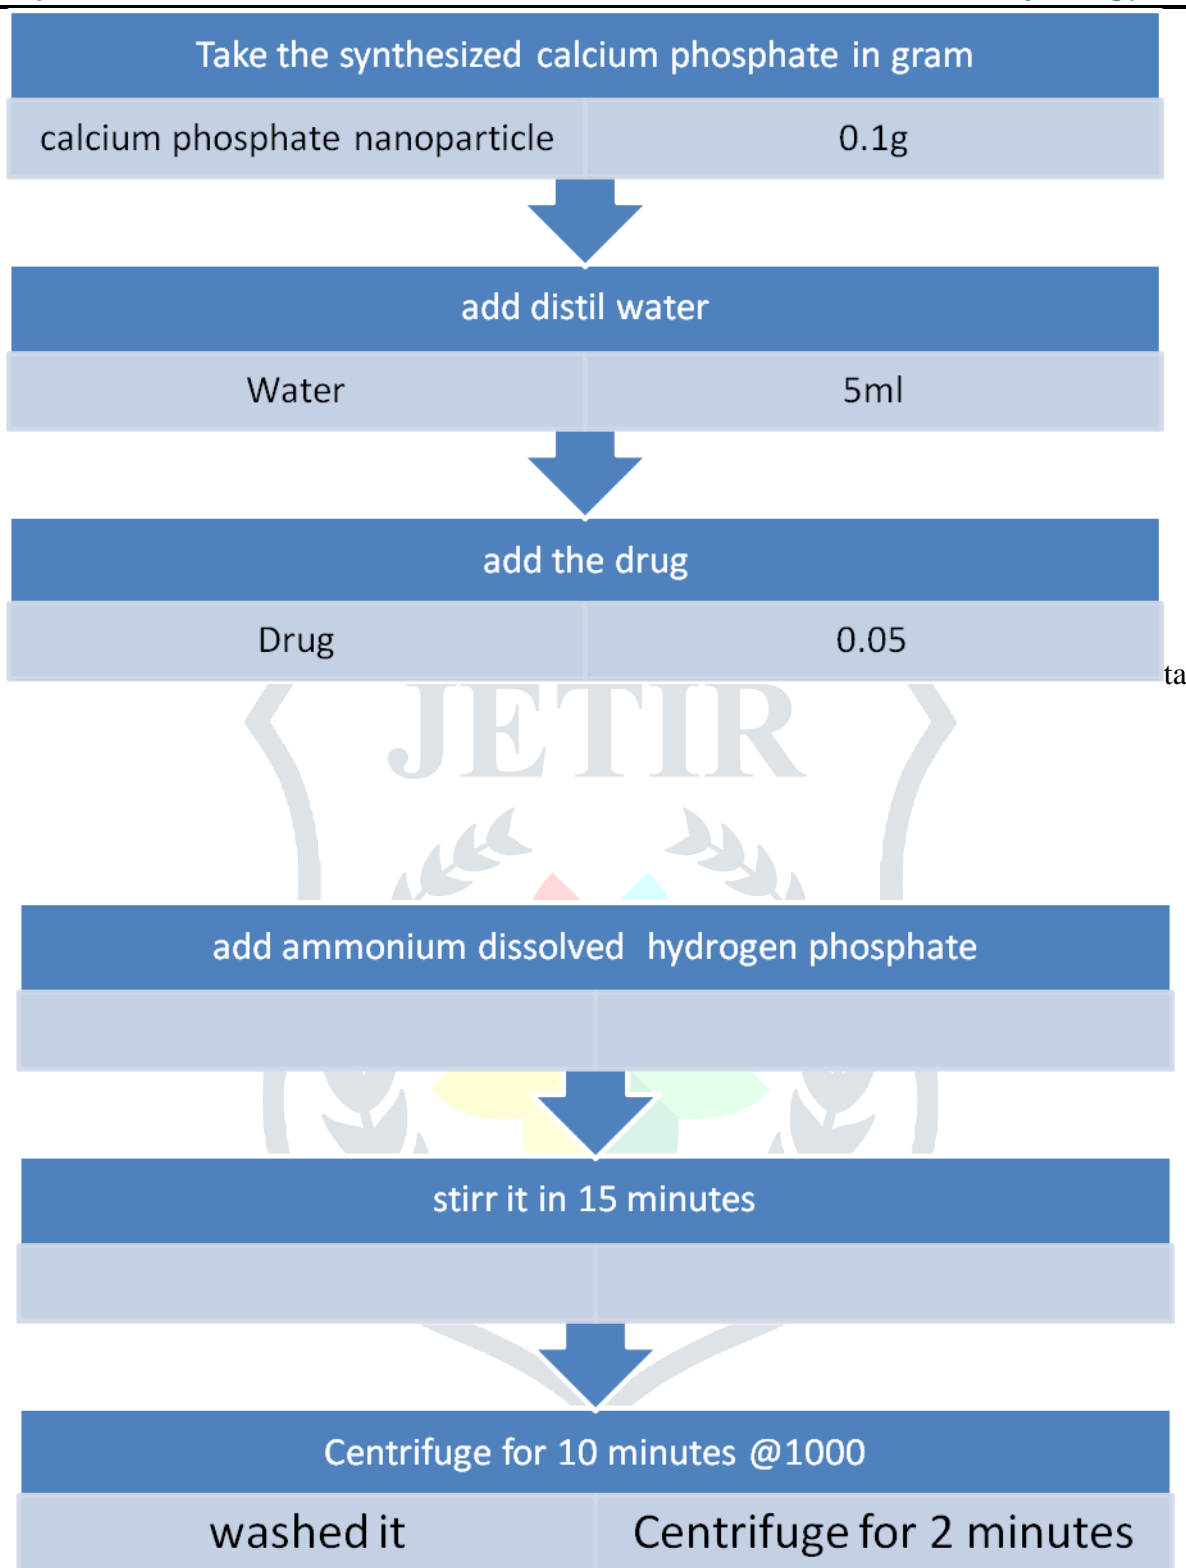 Take the synthesized calcium phosphate in gram
calcium phosphate nanoparticle 0.1g
add distil water
Water 5ml
add the drug
Drug 0.05
ta
JETIR
add ammonium dissolved hydrogen phosphate
stirr it in 15 minutes
Centrifuge for 10 minutes @1000
washed it Centrifuge for 2 minutes